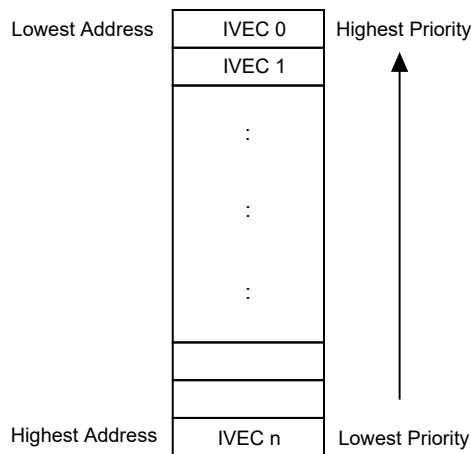 Lowest Address IVEC 0 Highest Priority
IVEC 1
:
:
:
Highest Address IVEC n Lowest Priority